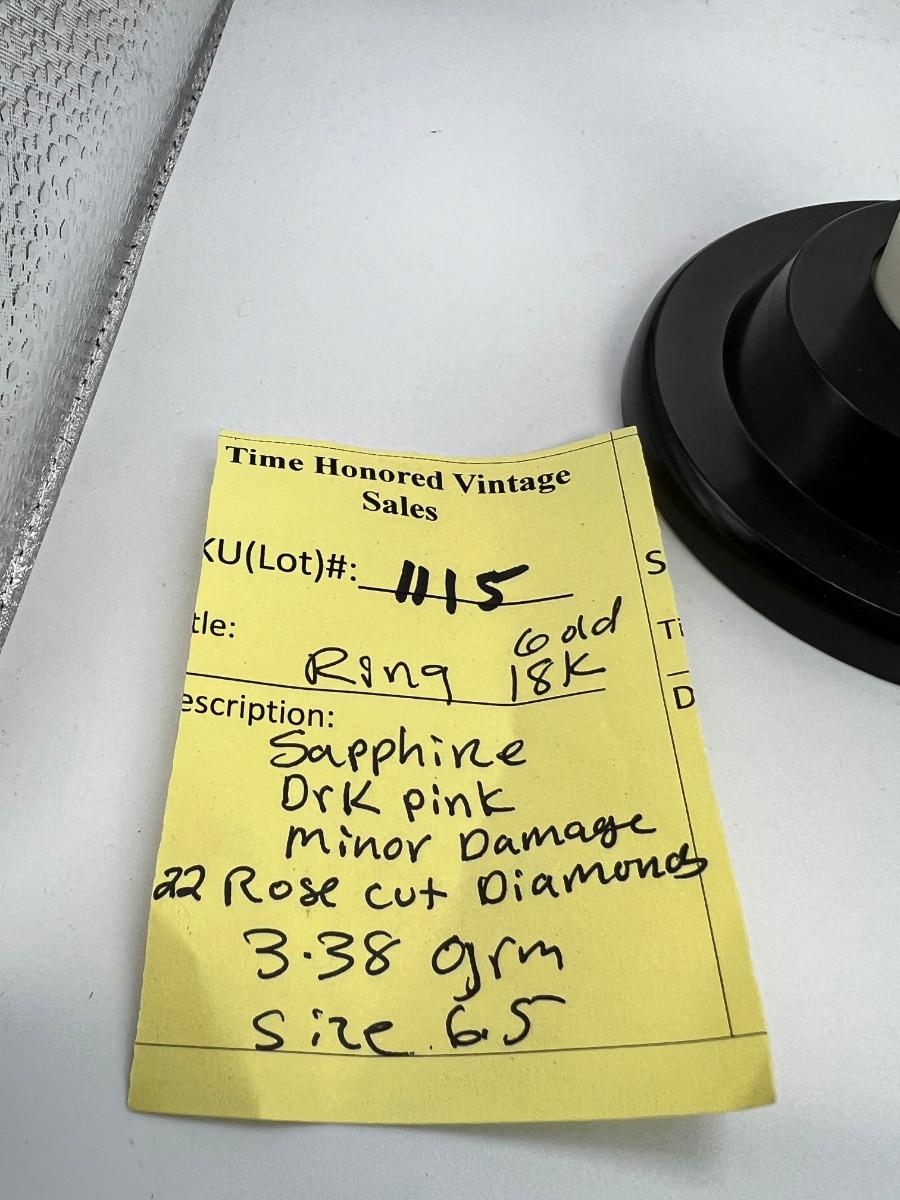 Time Honored Vintage
Sales
KU(Lot)#: 1115
tle: Ring Gold 18K
escription:
Sapphire
Drk pink
minor Damage
22 Rose cut Diamonds
3.38 grm
Size 6.5
S
Ti
D